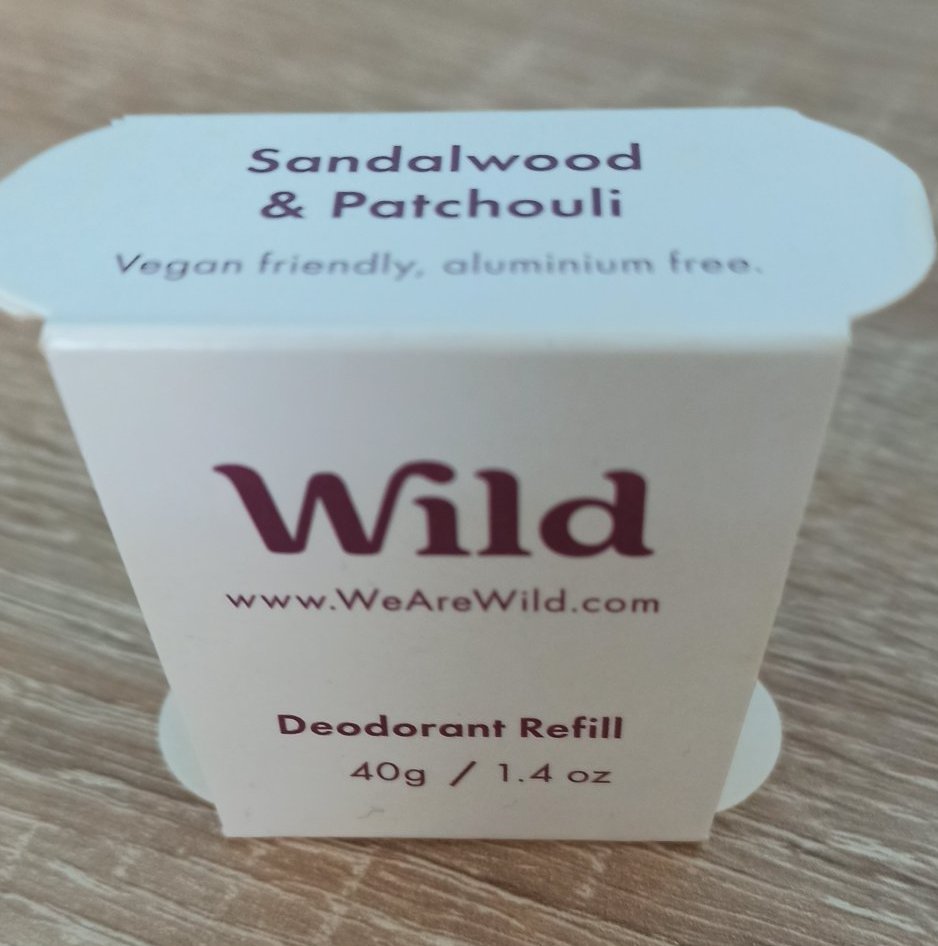 Sandalwood
& Patchouli
Vegan friendly, aluminium free.
Wild
www.WeAreWild.com
Deodorant Refill
40g / 1.4 oz